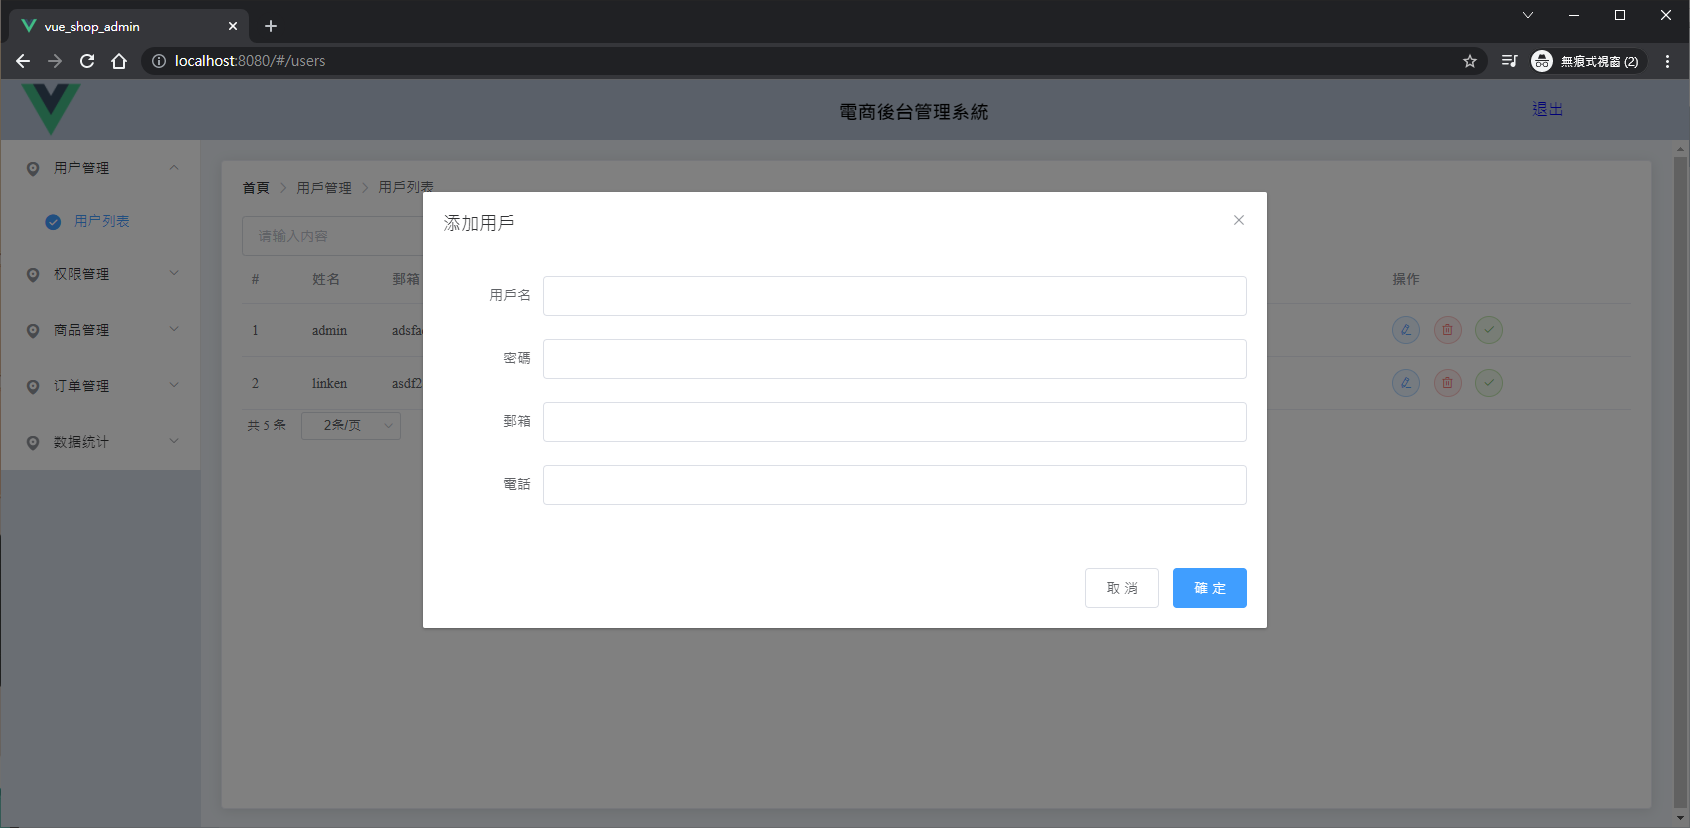 vue_shop_admin
localhost:8080/#/users
無痕式視窗 (2)
電商後台管理系統
退出
用户管理
用户列表
权限管理
商品管理
订单管理
数据统计
首頁 > 用戶管理 > 用戶列表
请输入内容
# 姓名 郵箱 操作
1 admin adsfa
2 linken asdf2
共 5 条 2条/页
添加用戶
用戶名
密碼
郵箱
電話
取 消 確 定